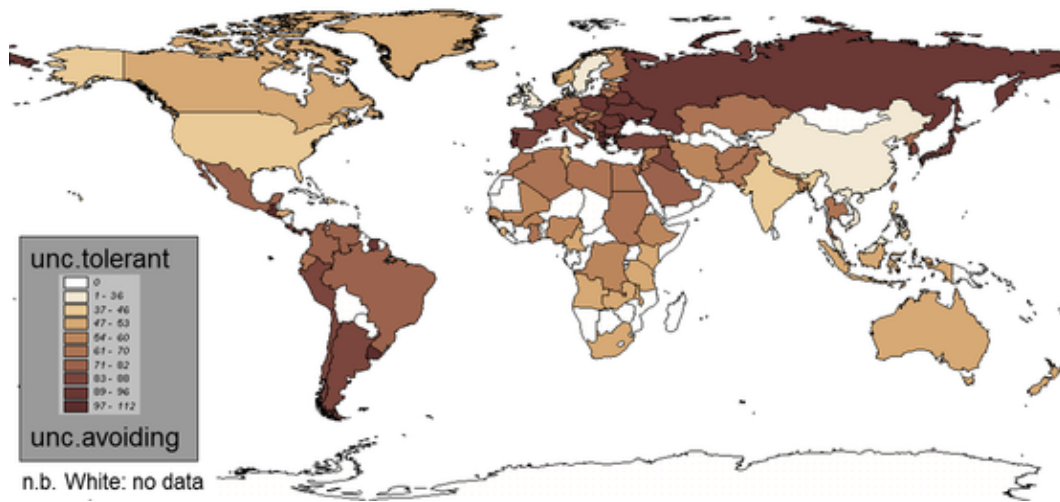 unc.tolerant
0
1 - 36
37 - 46
47 - 53
54 - 60
61 - 70
71 - 82
83 - 88
89 - 96
97 - 112
unc.avoiding
n.b. White: no data